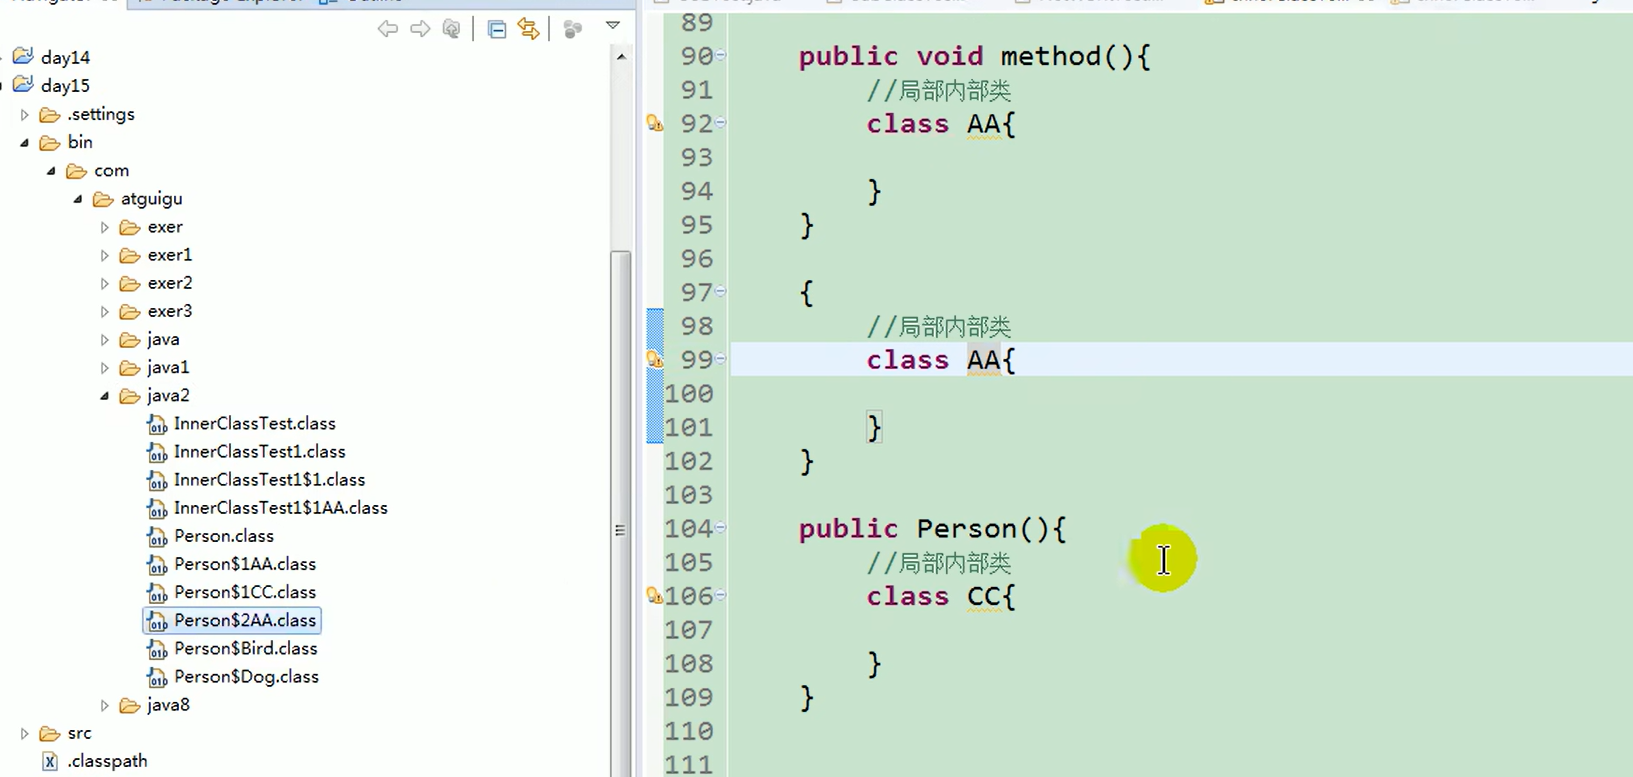 day14
day15
.settings
bin
com
atguigu
exer
exer1
exer2
exer3
java
java1
java2
InnerClassTest.class
InnerClassTest1.class
InnerClassTest1$1.class
InnerClassTest1$1AA.class
Person.class
Person$1AA.class
Person$1CC.class
Person$2AA.class
Person$Bird.class
Person$Dog.class
java8
src
.classpath
89
90 public void method(){
91 //局部内部类
92 class AA{
93
94 }
95 }
96
97 {
98 //局部内部类
99 class AA{
100
101 }
102 }
103
104 public Person(){
105 //局部内部类
106 class CC{
107
108 }
109 }
110
111